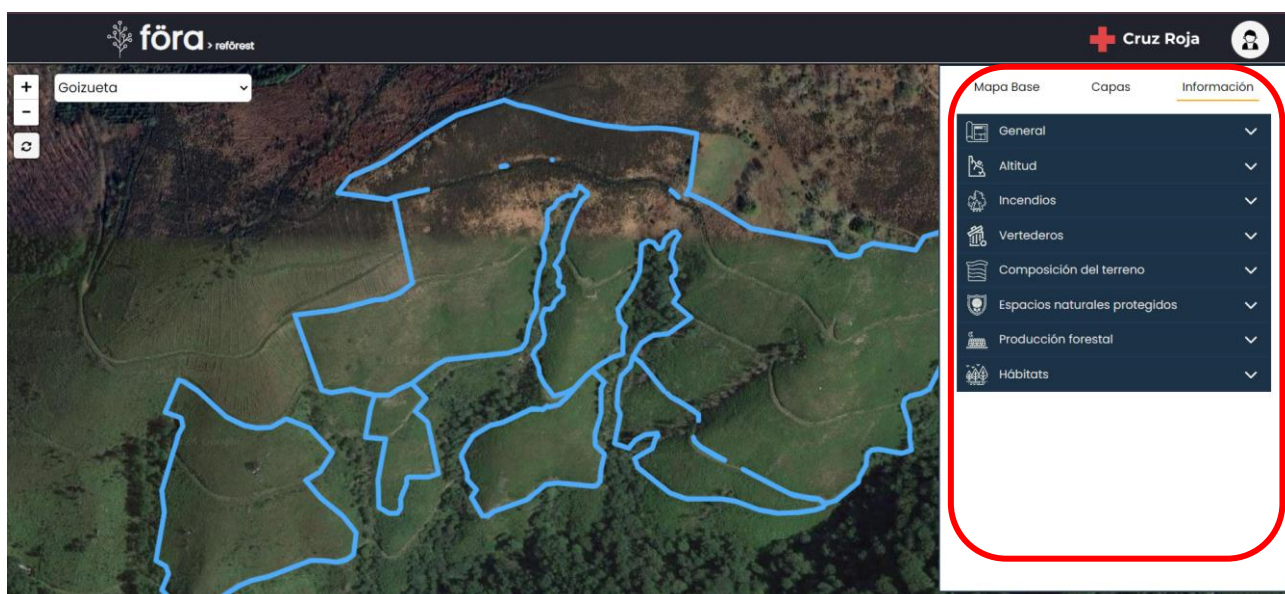 föra > reförest
Cruz Roja
+
Goizueta
-
Mapa Base Capas Información
General
Altitud
Incendios
Vertederos
Composición del terreno
Espacios naturales protegidos
Producción forestal
Hábitats